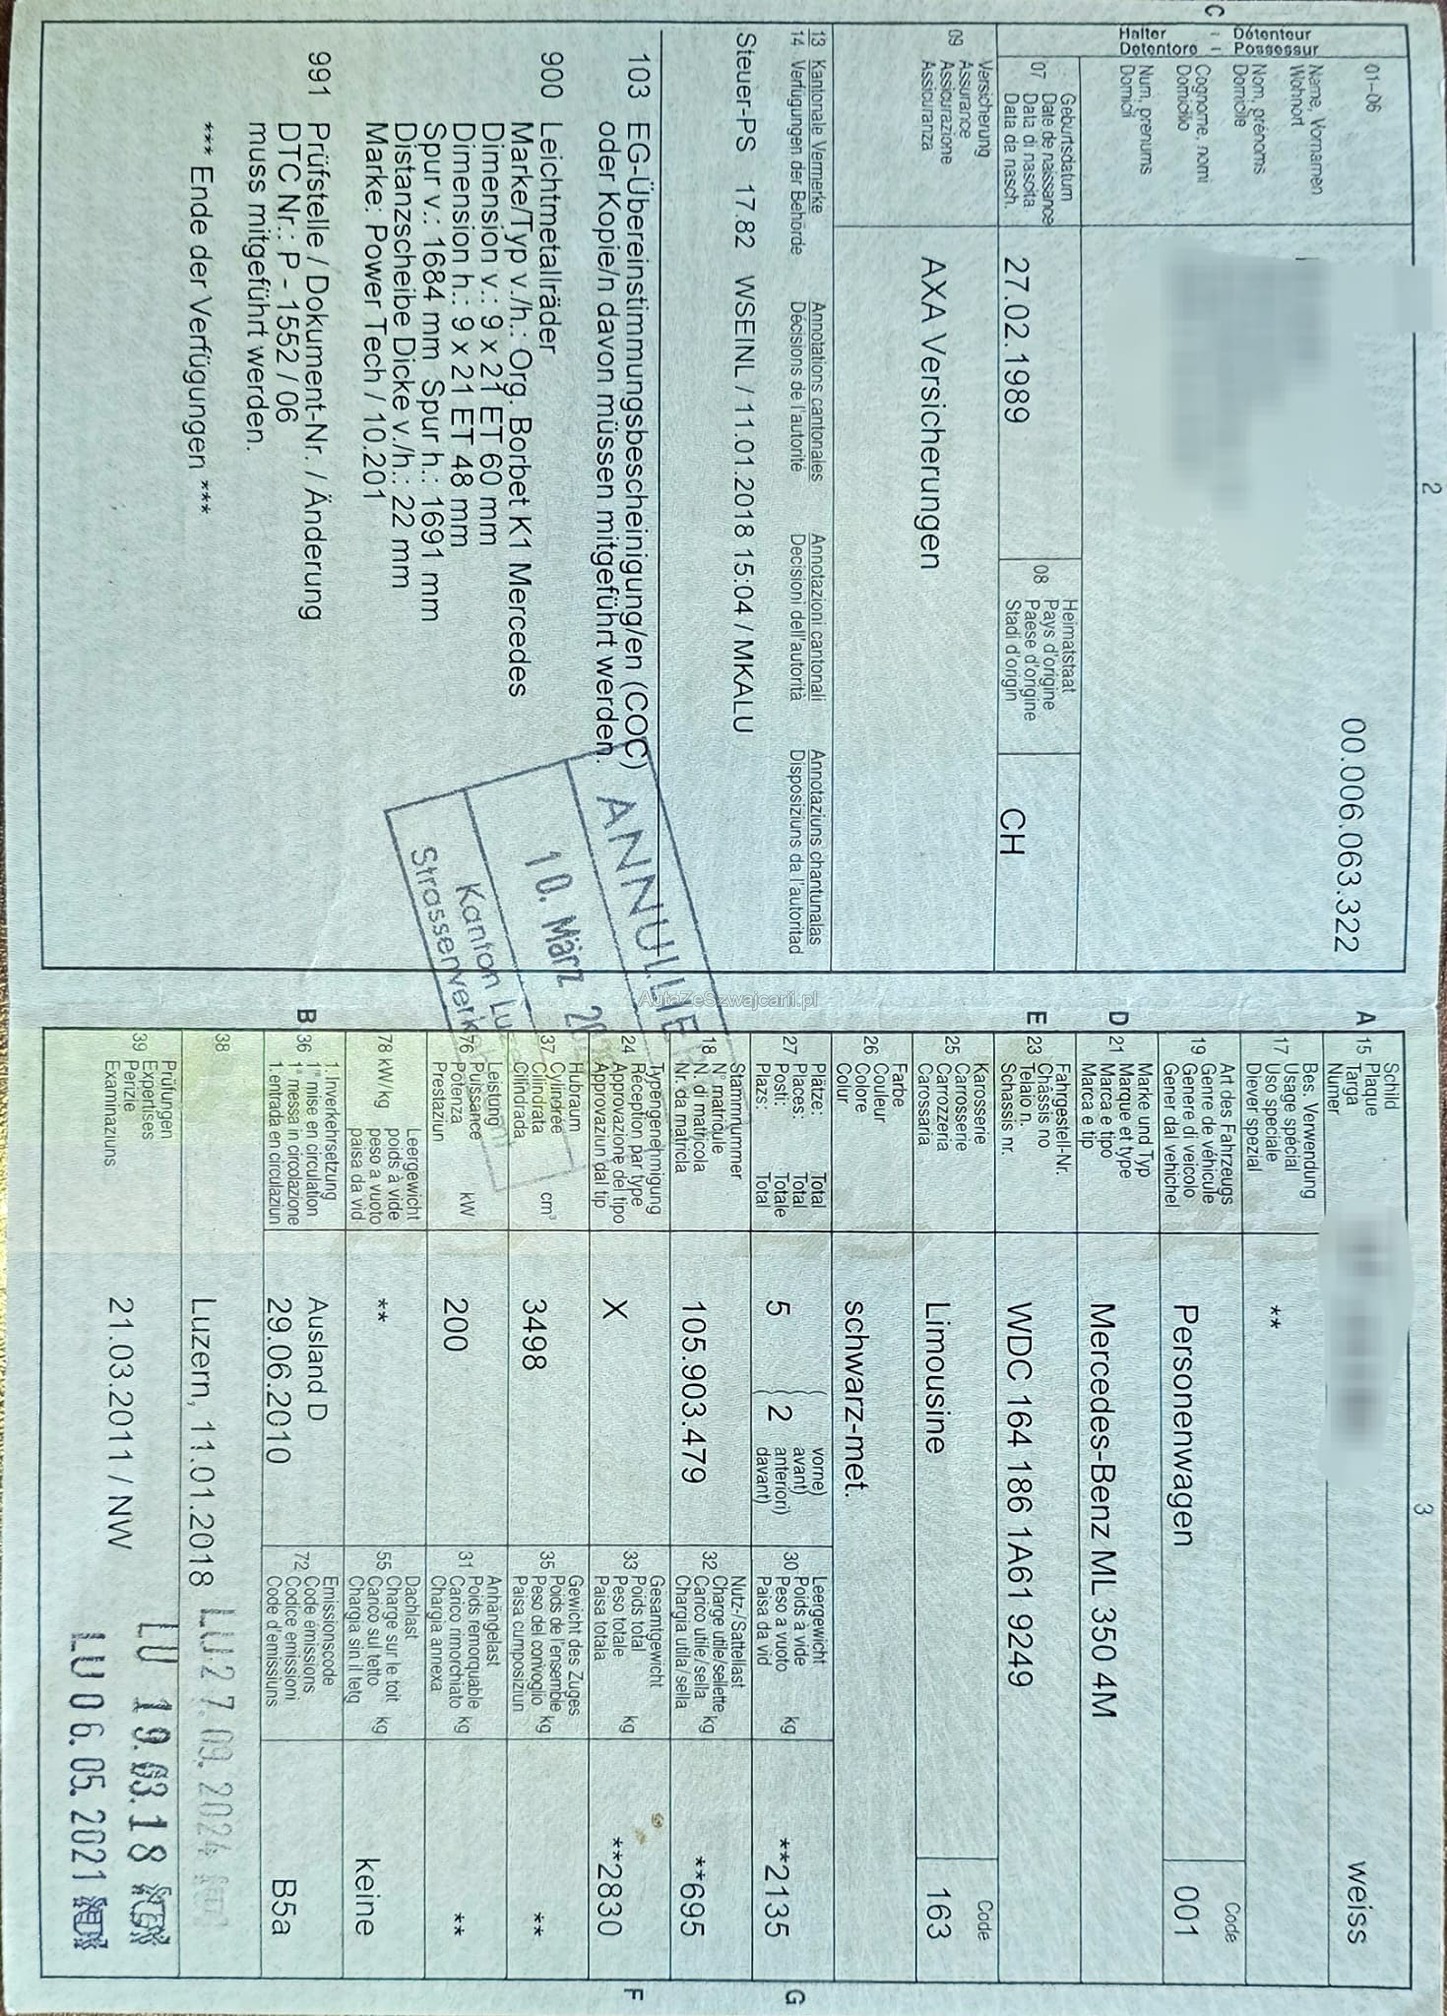 2
01-06
00.006.063.322
C
Halter
Détenteur
Detentore
Possessur
Name, Vornamen
Wohnort
Nom, prénoms
Domicile
Cognome, nomi
Domicilio
Num, prenums
Domicil
07
Geburtsdatum
Date de naissance
Data di nascita
Data da nasch.
27.02.1989
08
Heimatstaat
Pays d'origine
Paese d'origine
Stadi d'origin
CH
09
Versicherung
Assurance
Assicurazione
Assicuranza
AXA Versicherungen
13 Kantonale Vermerke Annotations cantonales Annotazioni cantonali Annotaziuns chantunalas
14 Verfügungen der Behörde Décisions de l'autorité Decisioni dell'autorità Disposiziuns da l'autoritad
Steuer-PS 17.82 WSEINL / 11.01.2018 15:04 / MKALU
103 EG-Übereinstimmungsbescheinigung/en (COC)
oder Kopie/n davon müssen mitgeführt werden.
900 Leichtmetallräder
Marke/Typ v./h.: Org. Borbet K1 Mercedes
Dimension v.: 9 x 21 ET 60 mm
Dimension h.: 9 x 21 ET 48 mm
Spur v.: 1684 mm Spur h.: 1691 mm
Distanzscheibe Dicke v./h.: 22 mm
Marke: Power Tech / 10.201
991 Prüfstelle / Dokument-Nr. / Änderung
DTC Nr.: P - 1552 / 06
muss mitgeführt werden.
*** Ende der Verfügungen ***
ANNULLIER
10. März 20
Kanton Lu
Strassenverk
AutaZeSzwajcarii.pl
3
A
15
Schild
Plaque
Targa
Numer
weiss
17
Bes. Verwendung
Usage spécial
Uso speciale
Diever spezial
**
19
Art des Fahrzeugs
Genre de véhicule
Genere di veicolo
Gener dal vehichel
Personenwagen
Code
001
D
21
Marke und Typ
Marque et type
Marca e tipo
Marca e tip
Mercedes-Benz ML 350 4M
E
23
Fahrgestell-Nr.
Châssis no
Telaio n.
Schassis nr.
WDC 164 186 1A61 9249
25
Karosserie
Carrosserie
Carrozzeria
Carossaria
Limousine
Code
163
26
Farbe
Couleur
Colore
Colur
schwarz-met.
27
Plätze: Total
Places: Total
Posti: Totale
Plazs: Total
5
2
vorne)
avant)
anteriori)
davant)
30
Leergewicht
Poids à vide
Peso a vuoto
Paisa da vid
kg
**2135
G
18
Stammnummer
N° matricule
N. di matricola
Nr. da matricla
105.903.479
32
Nutz-/Sattellast
Charge utile/sellette
Carico utile/sella
Chargia utila/sella
kg
**695
24
Typengenehmigung
Réception par type
Approvazione del tipo
Approvaziun dal tip
X
33
Gesamtgewicht
Poids total
Peso totale
Paisa totala
kg
**2830
F
37
Hubraum
Cylindrée
Cilindrata
Cilindrada
cm³
3498
35
Gewicht des Zuges
Poids de l'ensemble
Peso del convoglio
Paisa cumposiziun
kg
**
76
Leistung
Puissance
Potenza
Prestaziun
kW
200
31
Anhängelast
Poids remorquable
Carico rimorchiato
Chargia annexa
kg
**
78 kW/kg
Leergewicht
poids à vide
peso a vuoto
paisa da vid
**
55
Dachlast
Charge sur le toit
Carico sul tetto
Chargia sin il tetg
kg
keine
B
36
1.Inverkehrsetzung
1re mise en circulation
1a messa in circolazione
1.entrada en circulaziun
Ausland D
29.06.2010
72
Emissionscode
Code émissions
Codice emissioni
Code d'emissiuns
B5a
38
Luzern, 11.01.2018
LU 27.09.2024
39
Prüfungen
Expertises
Perizie
Examinaziuns
21.03.2011 / NW
LU 19.03.18
LU 06.05.2021